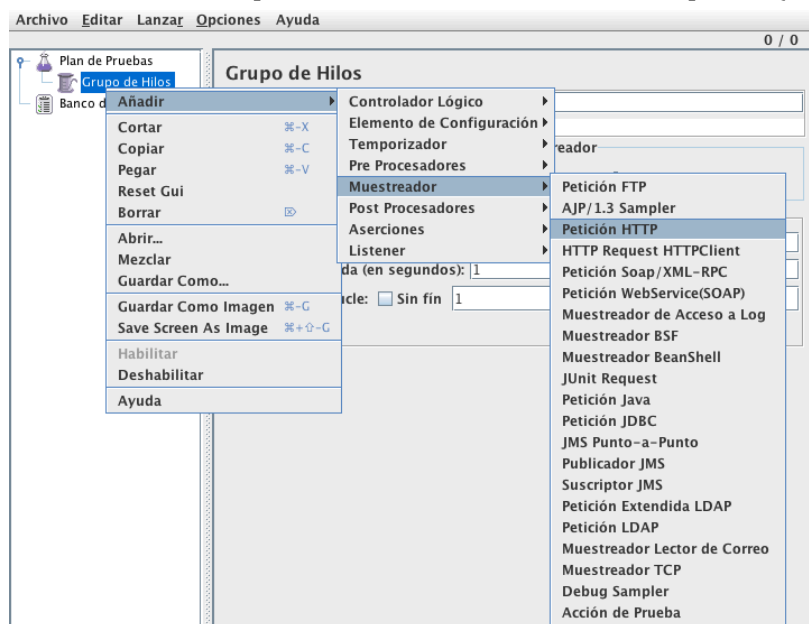 Archivo Editar Lanzar Opciones Ayuda
0 / 0
Plan de Pruebas
Grupo de Hilos
Banco d
Grupo de Hilos
Añadir
Cortar ⌘-X
Copiar ⌘-C
Pegar ⌘-V
Reset Gui
Borrar ⌦
Abrir...
Mezclar
Guardar Como...
Guardar Como Imagen ⌘-G
Save Screen As Image ⌘+⇧-G
Habilitar
Deshabilitar
Ayuda
Controlador Lógico
Elemento de Configuración
Temporizador
Pre Procesadores
Muestreador
Post Procesadores
Aserciones
Listener
reador
da (en segundos): 1
ucle: Sin fín 1
Petición FTP
AJP/1.3 Sampler
Petición HTTP
HTTP Request HTTPClient
Petición Soap/XML-RPC
Petición WebService(SOAP)
Muestreador de Acceso a Log
Muestreador BSF
Muestreador BeanShell
JUnit Request
Petición Java
Petición JDBC
JMS Punto-a-Punto
Publicador JMS
Suscriptor JMS
Petición Extendida LDAP
Petición LDAP
Muestreador Lector de Correo
Muestreador TCP
Debug Sampler
Acción de Prueba